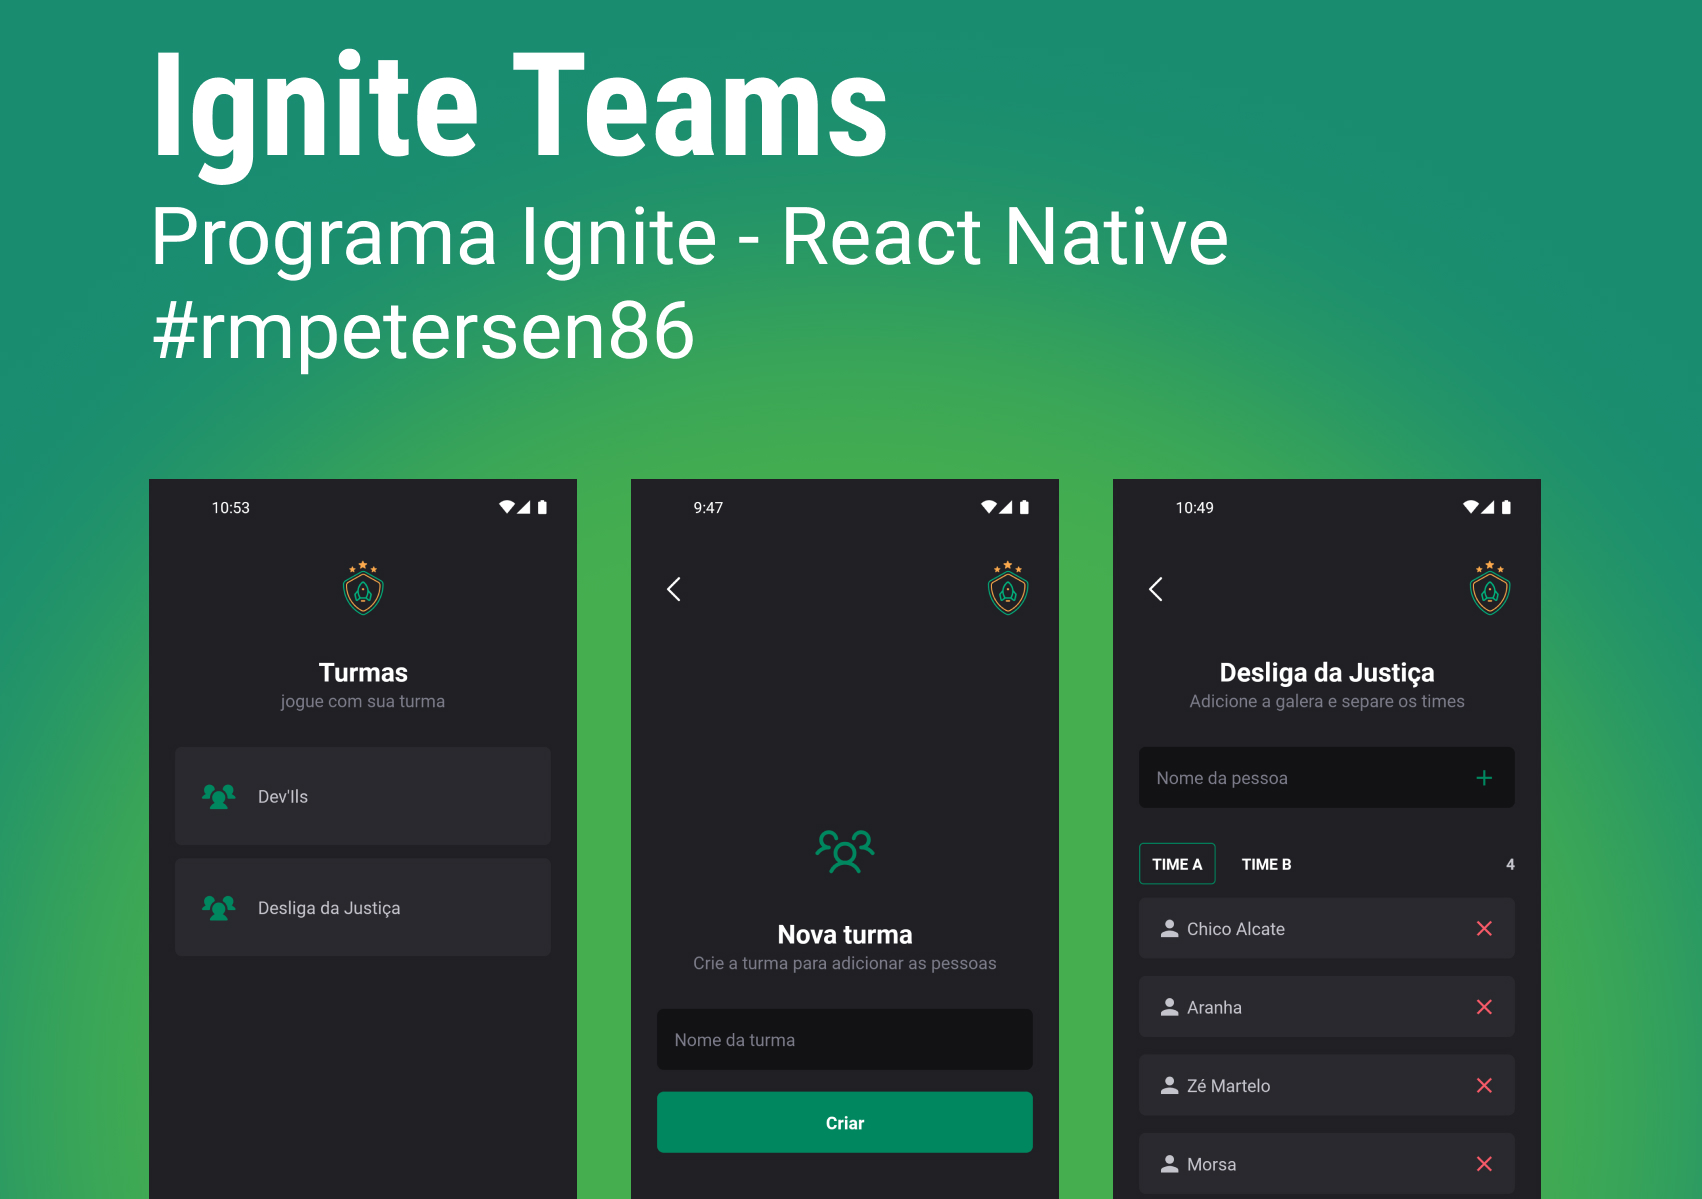 Ignite Teams
Programa Ignite - React Native
#rmpetersen86
10:53
Turmas
jogue com sua turma
Dev'Ils
Desliga da Justiça
9:47
Nova turma
Crie a turma para adicionar as pessoas
Nome da turma
Criar
10:49
Desliga da Justiça
Adicione a galera e separe os times
Nome da pessoa
TIME A TIME B 4
Chico Alcate
Aranha
Zé Martelo
Morsa